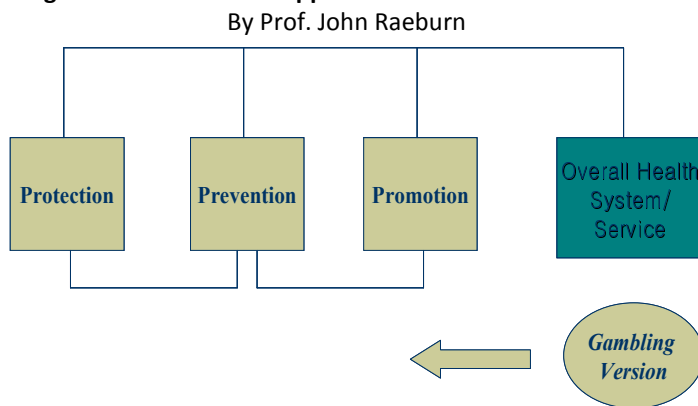 By Prof. John Raeburn
Protection
Prevention
Promotion
Overall Health
System/
Service
Gambling
Version